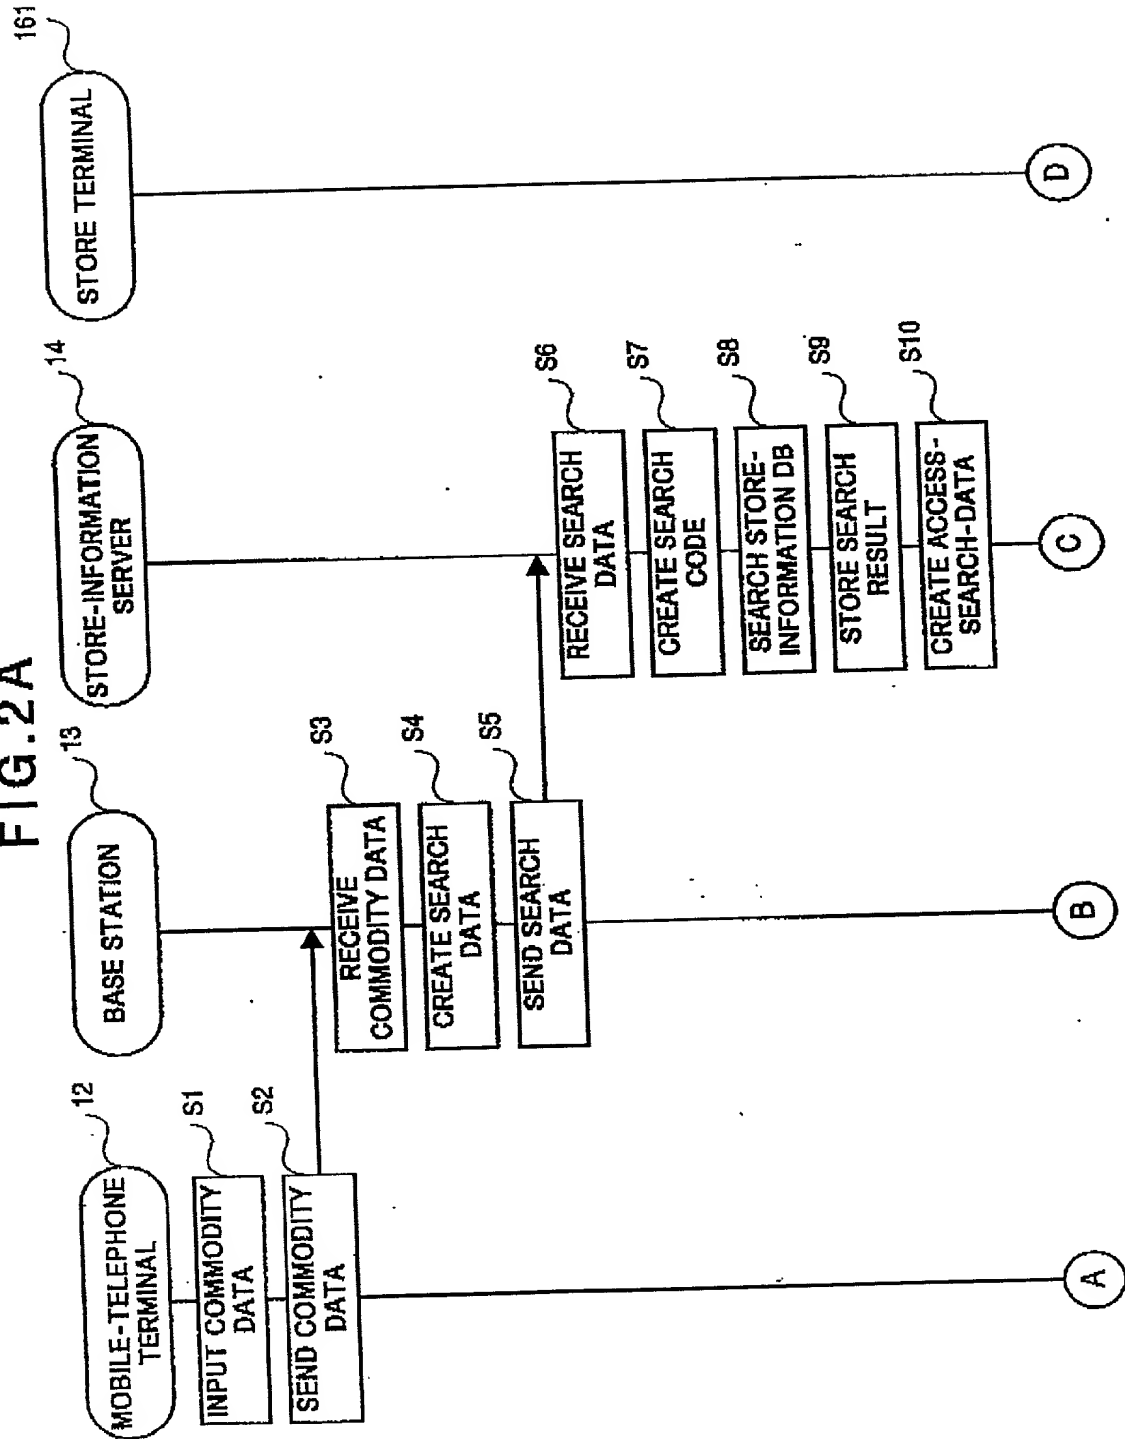 FIG.2A
12
MOBILE-TELEPHONE
TERMINAL
S1
INPUT COMMODITY
DATA
S2
SEND COMMODITY
DATA
A
13
BASE STATION
S3
RECEIVE
COMMODITY DATA
S4
CREATE SEARCH
DATA
S5
SEND SEARCH
DATA
B
14
STORE-INFORMATION
SERVER
S6
RECEIVE SEARCH
DATA
S7
CREATE SEARCH
CODE
S8
SEARCH STORE-
INFORMATION DB
S9
STORE SEARCH
RESULT
S10
CREATE ACCESS-
SEARCH-DATA
C
161
STORE TERMINAL
D